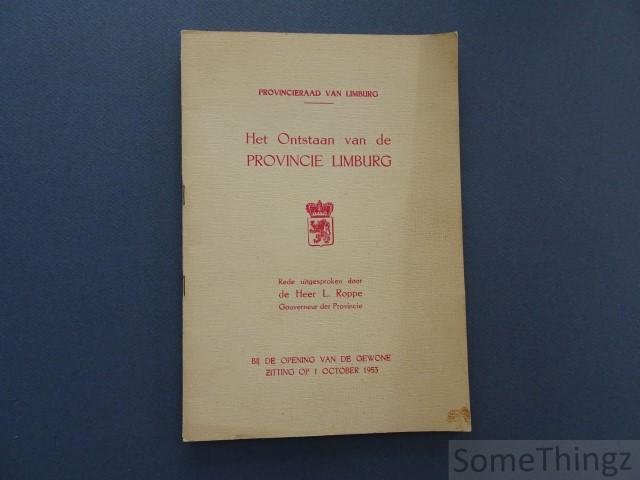 PROVINCIERAAD VAN LIMBURG
Het Ontstaan van de
PROVINCIE LIMBURG
Rede uitgesproken door
de Heer L. Roppe
Gouverneur der Provincie
BIJ DE OPENING VAN DE GEWONE
ZITTING OP 1 OCTOBER 1953
SomeThingz